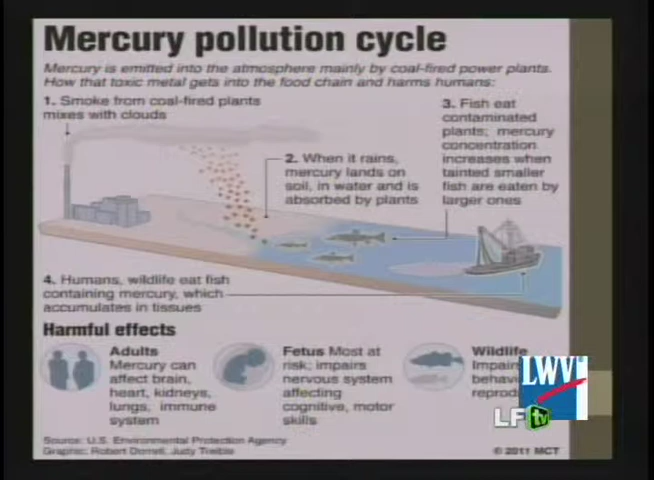 Mercury pollution cycle
Mercury is emitted into the atmosphere mainly by coal-fired power plants.
How that toxic metal gets into the food chain and harms humans:
1. Smoke from coal-fired plants
mixes with clouds
2. When it rains,
mercury lands on
soil, in water and is
absorbed by plants
3. Fish eat
contaminated
plants; mercury
concentration
increases when
tainted smaller
fish are eaten by
larger ones
4. Humans, wildlife eat fish
containing mercury, which
accumulates in tissues
Harmful effects
Adults
Mercury can
affect brain,
heart, kidneys,
lungs, immune
system
Fetus Most at
risk; impairs
nervous system
affecting
cognitive, motor
skills
Wildlife
LWV
LF tv
Source: U.S. Environmental Protection Agency
Graphic: Robert Dorrell, Judy Treible
© 2011 MCT